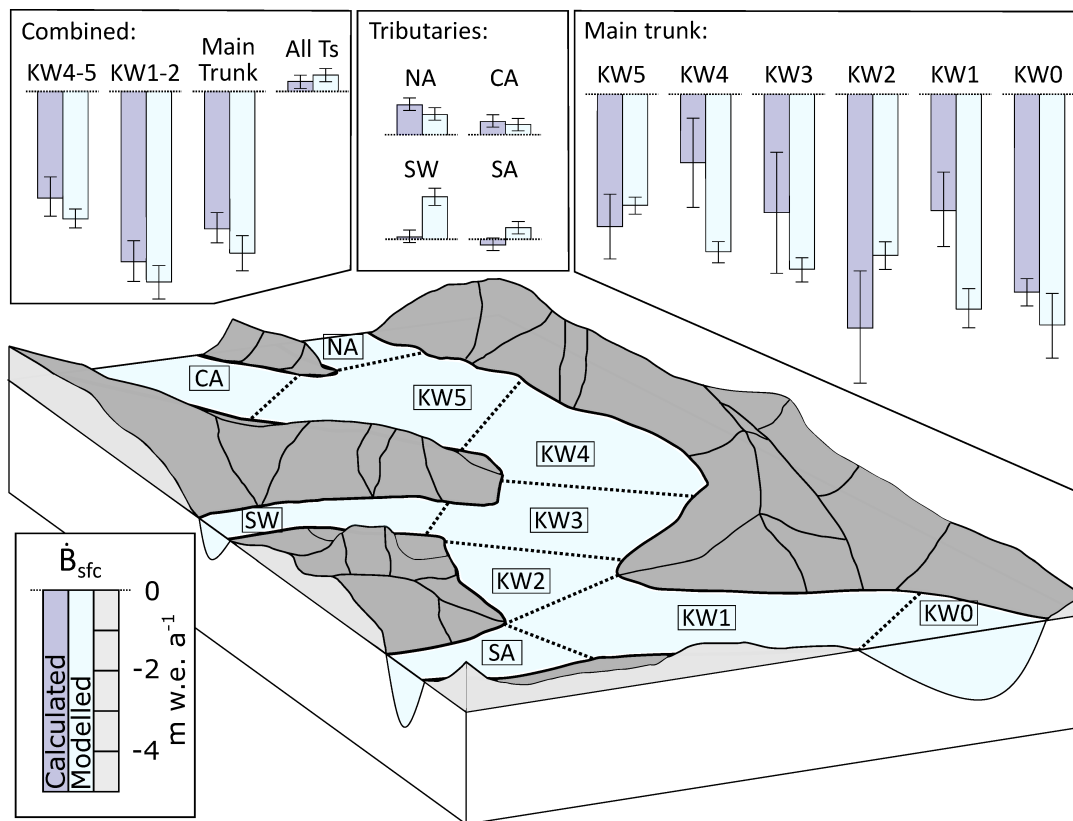 Combined:
KW4-5 KW1-2 Main Trunk All Ts
Tributaries:
NA CA
SW SA
Main trunk:
KW5 KW4 KW3 KW2 KW1 KW0
NA
CA
KW5
KW4
SW
KW3
KW2
KW1
KW0
SA
Ḃsfc
0
-2
-4
m w.e. a⁻¹
Calculated
Modelled